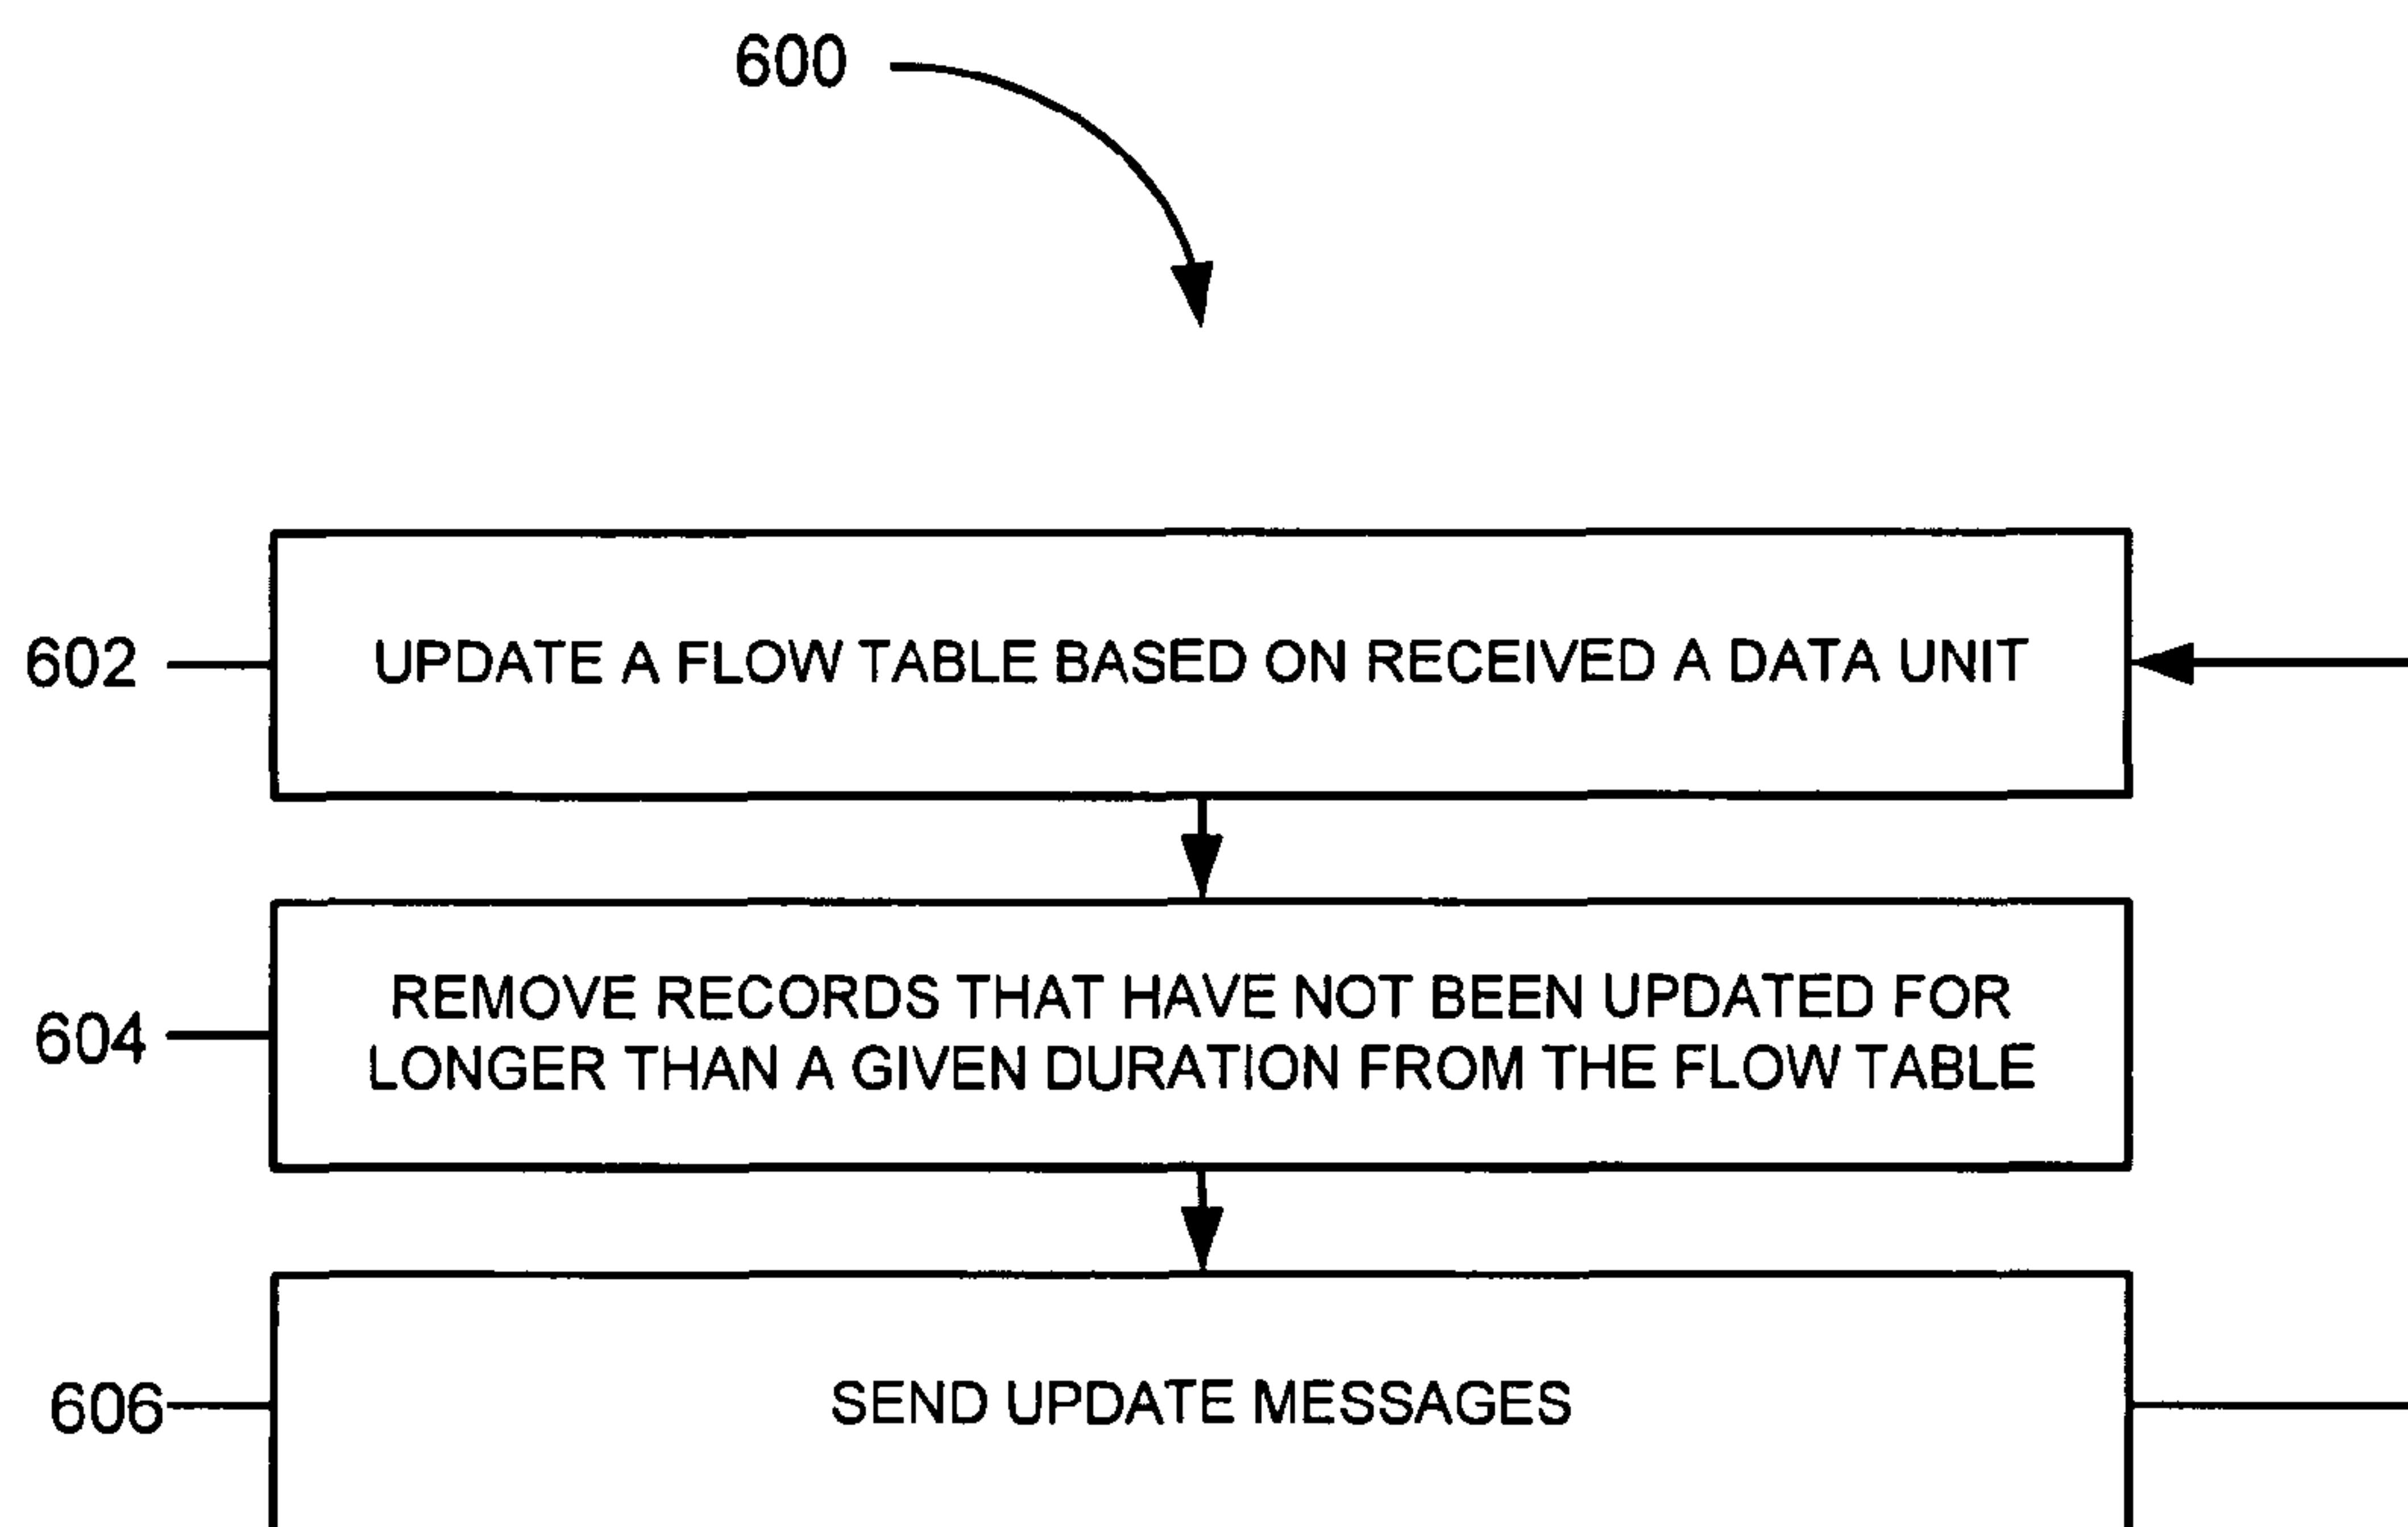 600
602
UPDATE A FLOW TABLE BASED ON RECEIVED A DATA UNIT
604
REMOVE RECORDS THAT HAVE NOT BEEN UPDATED FOR
LONGER THAN A GIVEN DURATION FROM THE FLOW TABLE
606
SEND UPDATE MESSAGES